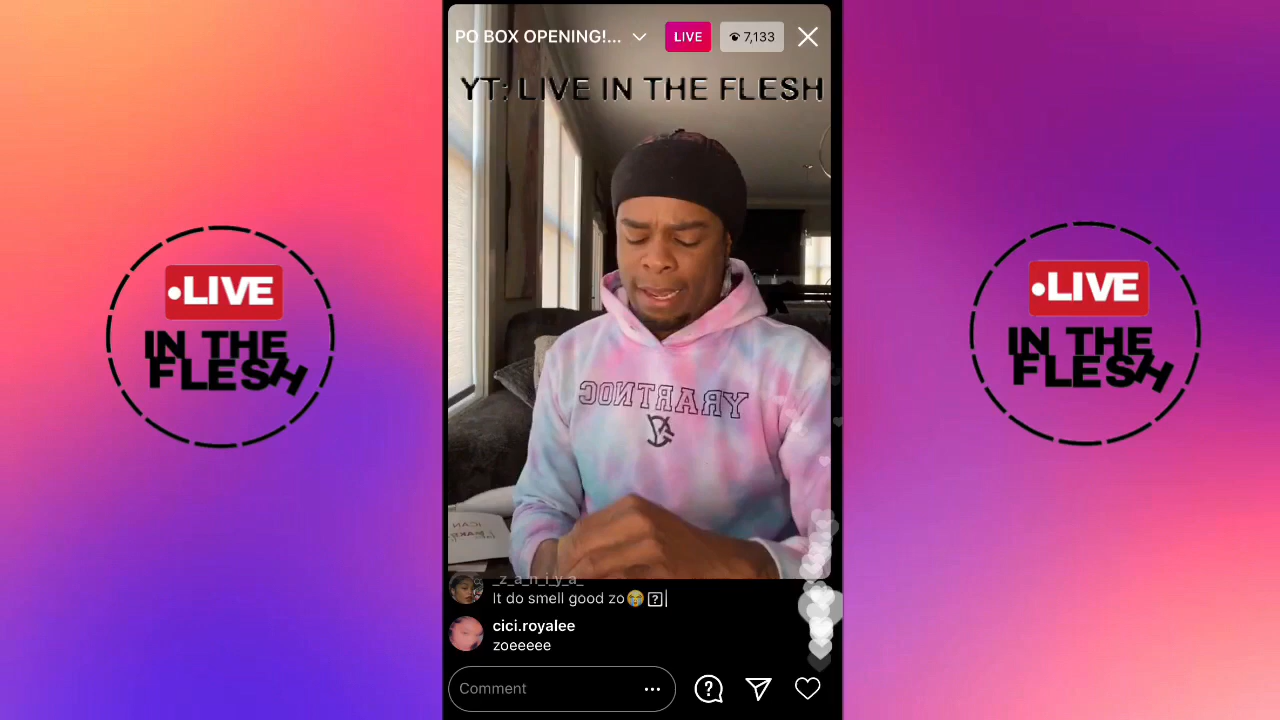 PO BOX OPENING!...
LIVE
7,133
YT: LIVE IN THE FLESH
LIVE
IN THE
FLESH
LIVE
IN THE
FLESH
CONTRARY
_z_a_n_i_y_a_
It do smell good zo😭
cici.royalee
zoeeeee
Comment